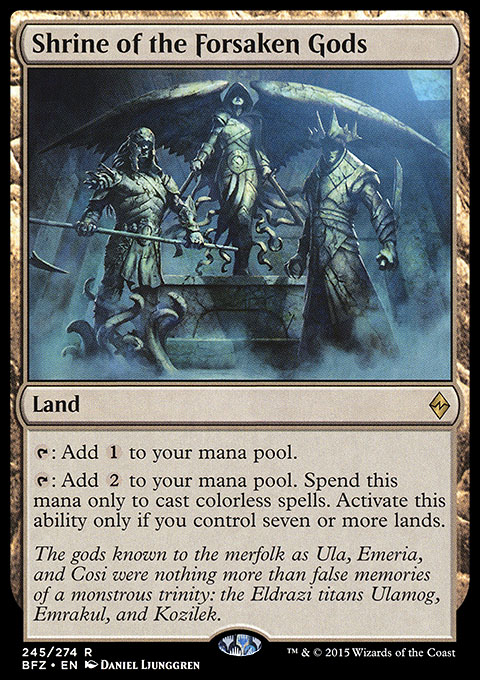 Shrine of the Forsaken Gods
Land
: Add 1 to your mana pool.
: Add 2 to your mana pool. Spend this
mana only to cast colorless spells. Activate this
ability only if you control seven or more lands.
The gods known to the merfolk as Ula, Emeria,
and Cosi were nothing more than false memories
of a monstrous trinity: the Eldrazi titans Ulamog,
Emrakul, and Kozilek.
245/274 R
BFZ • EN Daniel Ljunggren
™ & © 2015 Wizards of the Coast